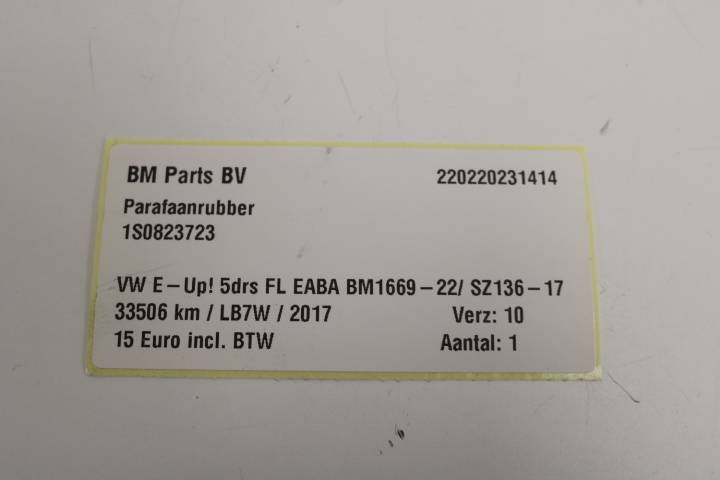 BM Parts BV 220220231414
Parafaanrubber
1S0823723
VW E-Up! 5drs FL EABA BM1669-22/ SZ136-17
33506 km / LB7W / 2017 Verz: 10
15 Euro incl. BTW Aantal: 1